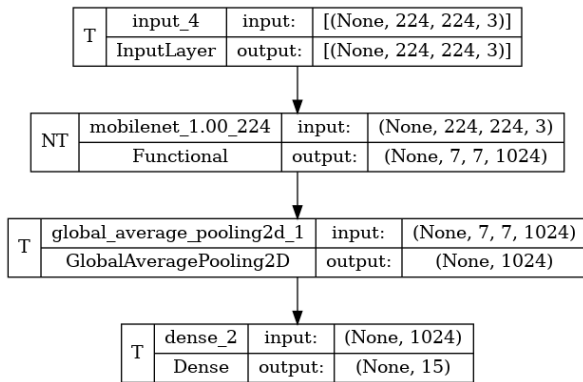 T input_4 input: [(None, 224, 224, 3)]
InputLayer output: [(None, 224, 224, 3)]
NT mobilenet_1.00_224 input: (None, 224, 224, 3)
Functional output: (None, 7, 7, 1024)
T global_average_pooling2d_1 input: (None, 7, 7, 1024)
GlobalAveragePooling2D output: (None, 1024)
T dense_2 input: (None, 1024)
Dense output: (None, 15)